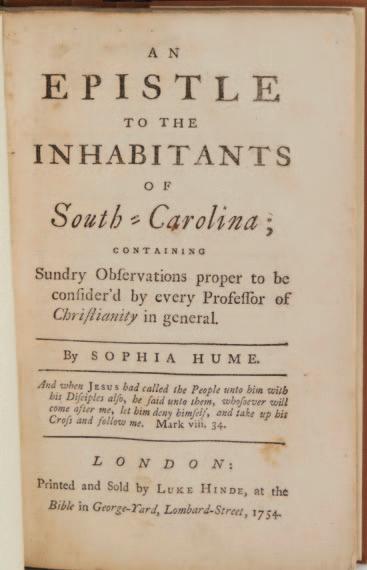 AN
EPISTLE
TO THE
INHABITANTS
OF
South-Carolina;
CONTAINING
Sundry Obſervations proper to be
conſider'd by every Profeſſor of
Chriſtianity in general.
By SOPHIA HUME.
And when JESUS had called the People unto him with
his Diſciples alſo, he ſaid unto them, whoſoever will
come after me, let him deny himſelf, and take up his
Croſs and follow me. Mark viii. 34.
LONDON:
Printed and Sold by LUKE HINDE, at the
Bible in George-Yard, Lombard-Street, 1754.